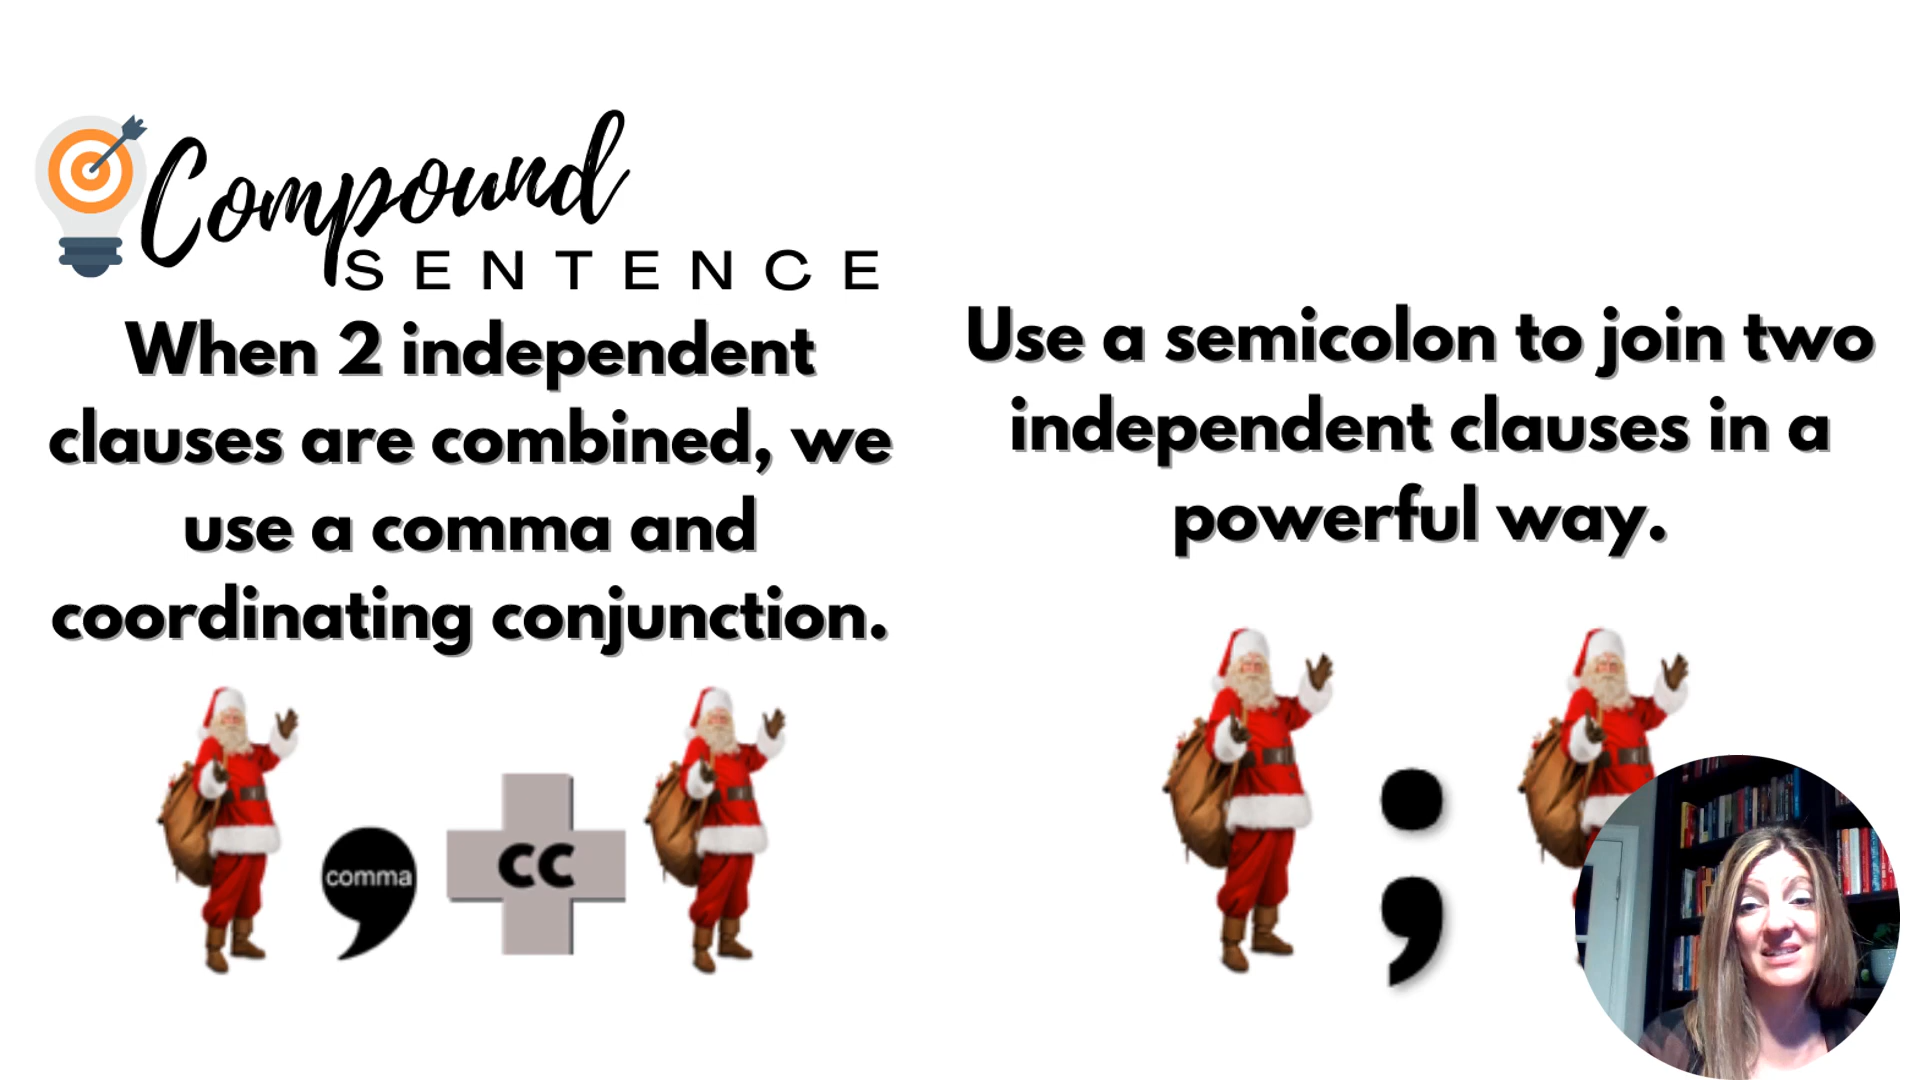 Compound
SENTENCE
When 2 independent
clauses are combined, we
use a comma and
coordinating conjunction.
comma
cc
Use a semicolon to join two
independent clauses in a
powerful way.
;